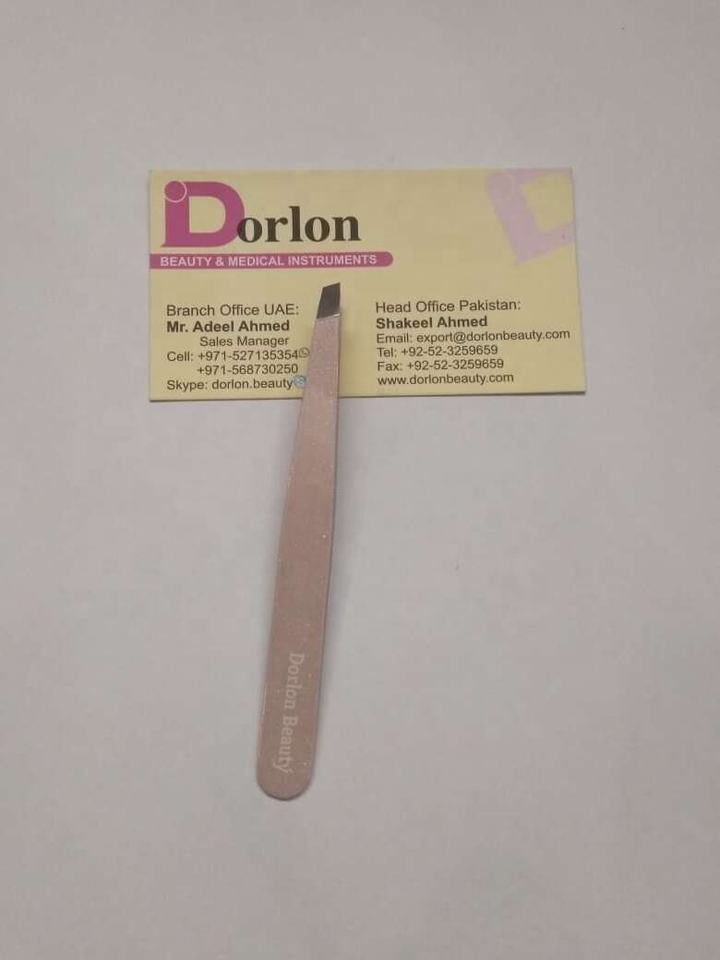 Dorlon
BEAUTY & MEDICAL INSTRUMENTS
Branch Office UAE:
Mr. Adeel Ahmed
Sales Manager
Cell: +971-527135354
+971-568730250
Skype: dorlon.beauty
Head Office Pakistan:
Shakeel Ahmed
Email: export@dorlonbeauty.com
Tel: +92-52-3259659
Fax: +92-52-3259659
www.dorlonbeauty.com
Dorlon Beauty